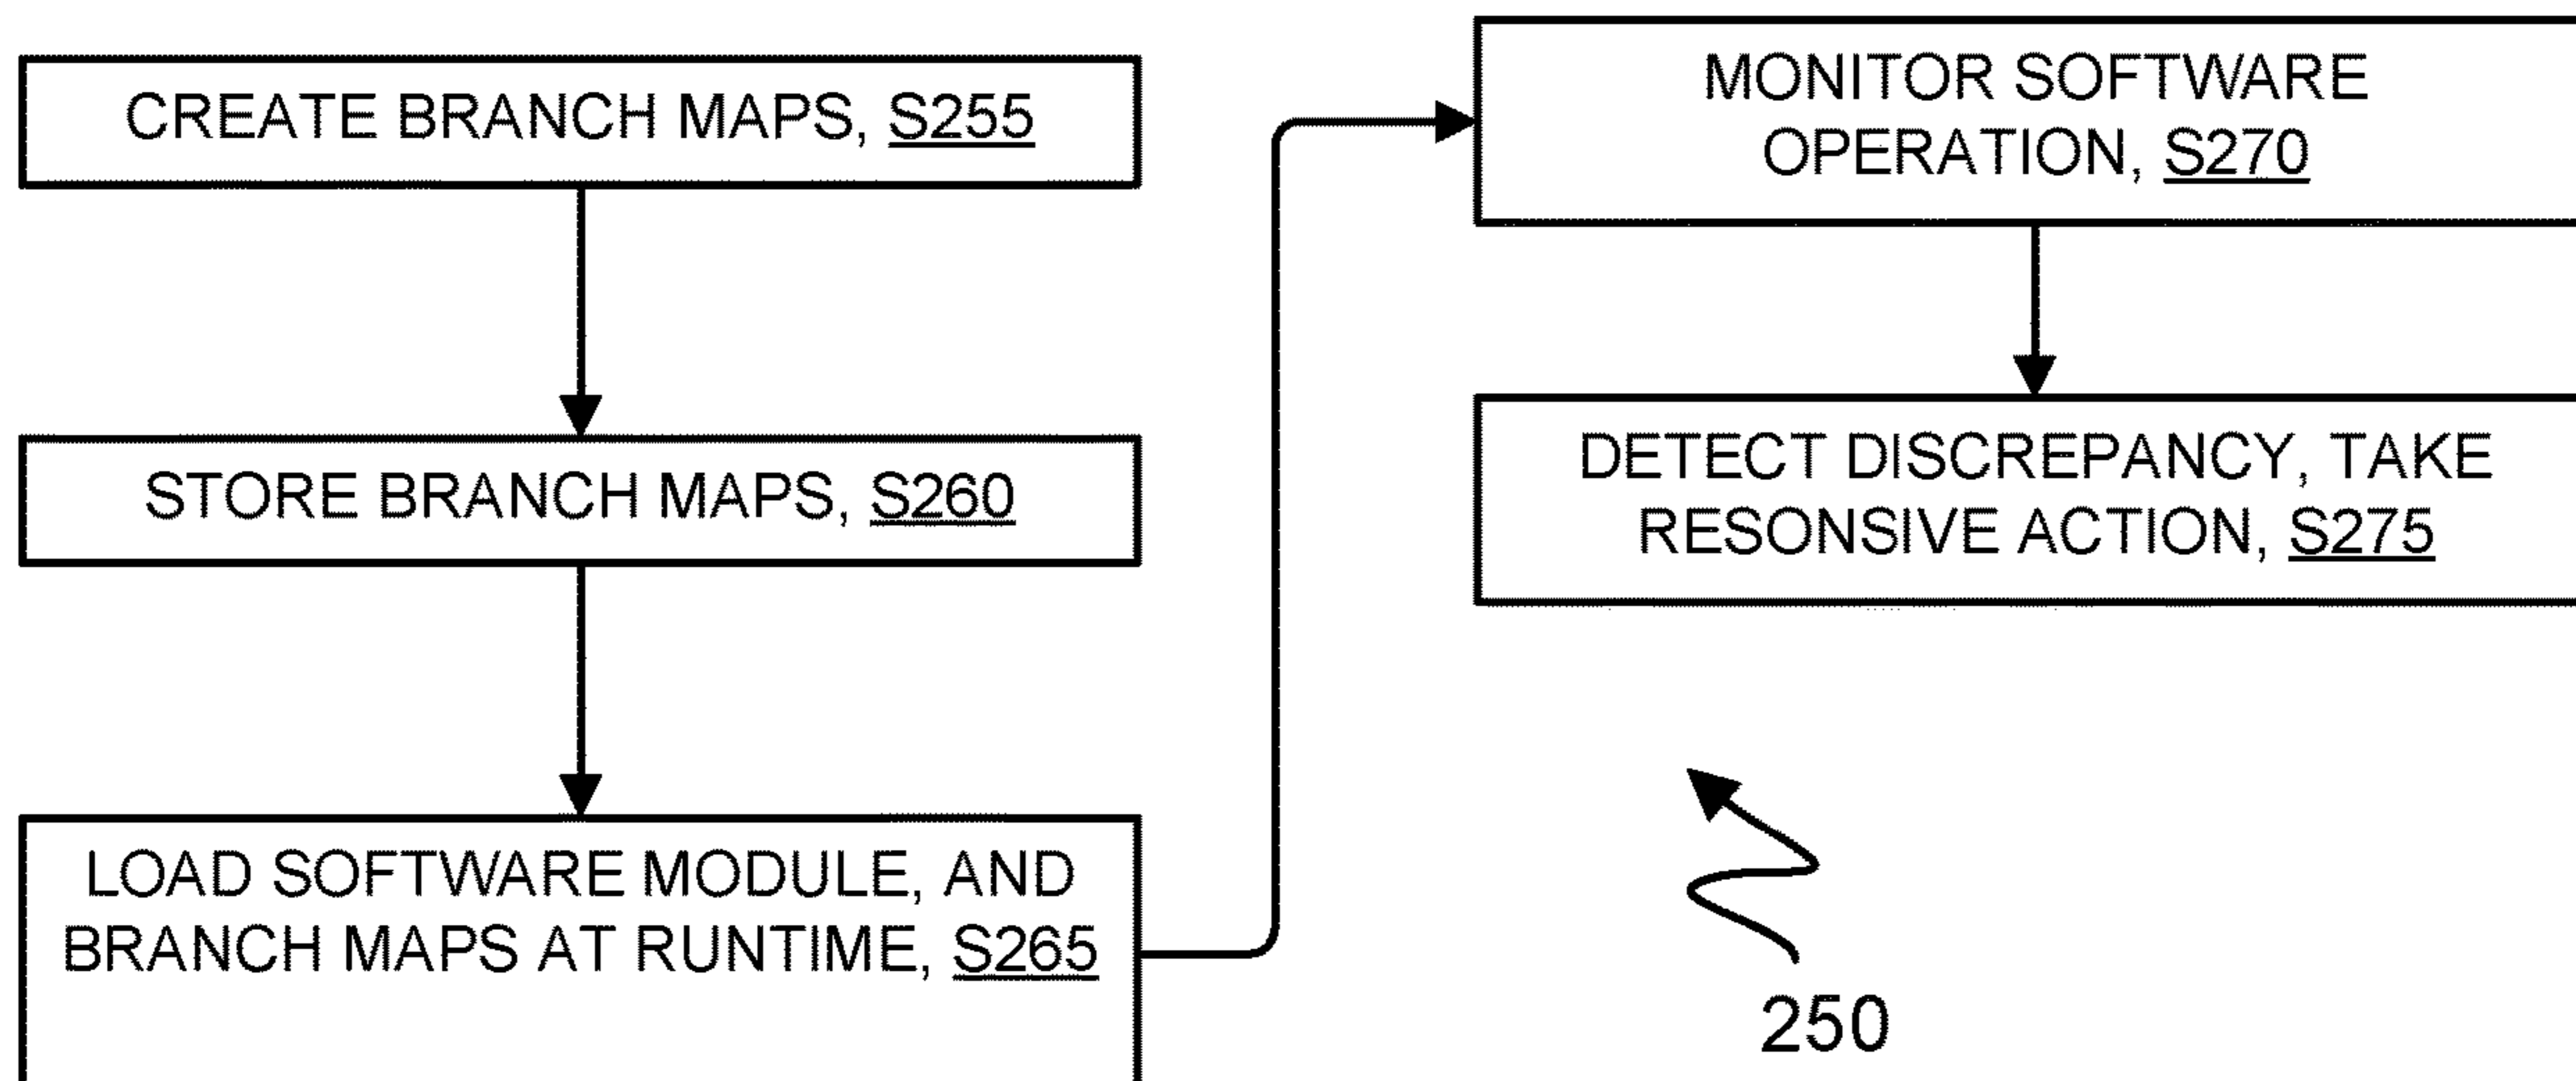 CREATE BRANCH MAPS, S255
STORE BRANCH MAPS, S260
LOAD SOFTWARE MODULE, AND
BRANCH MAPS AT RUNTIME, S265
MONITOR SOFTWARE
OPERATION, S270
DETECT DISCREPANCY, TAKE
RESONSIVE ACTION, S275
250